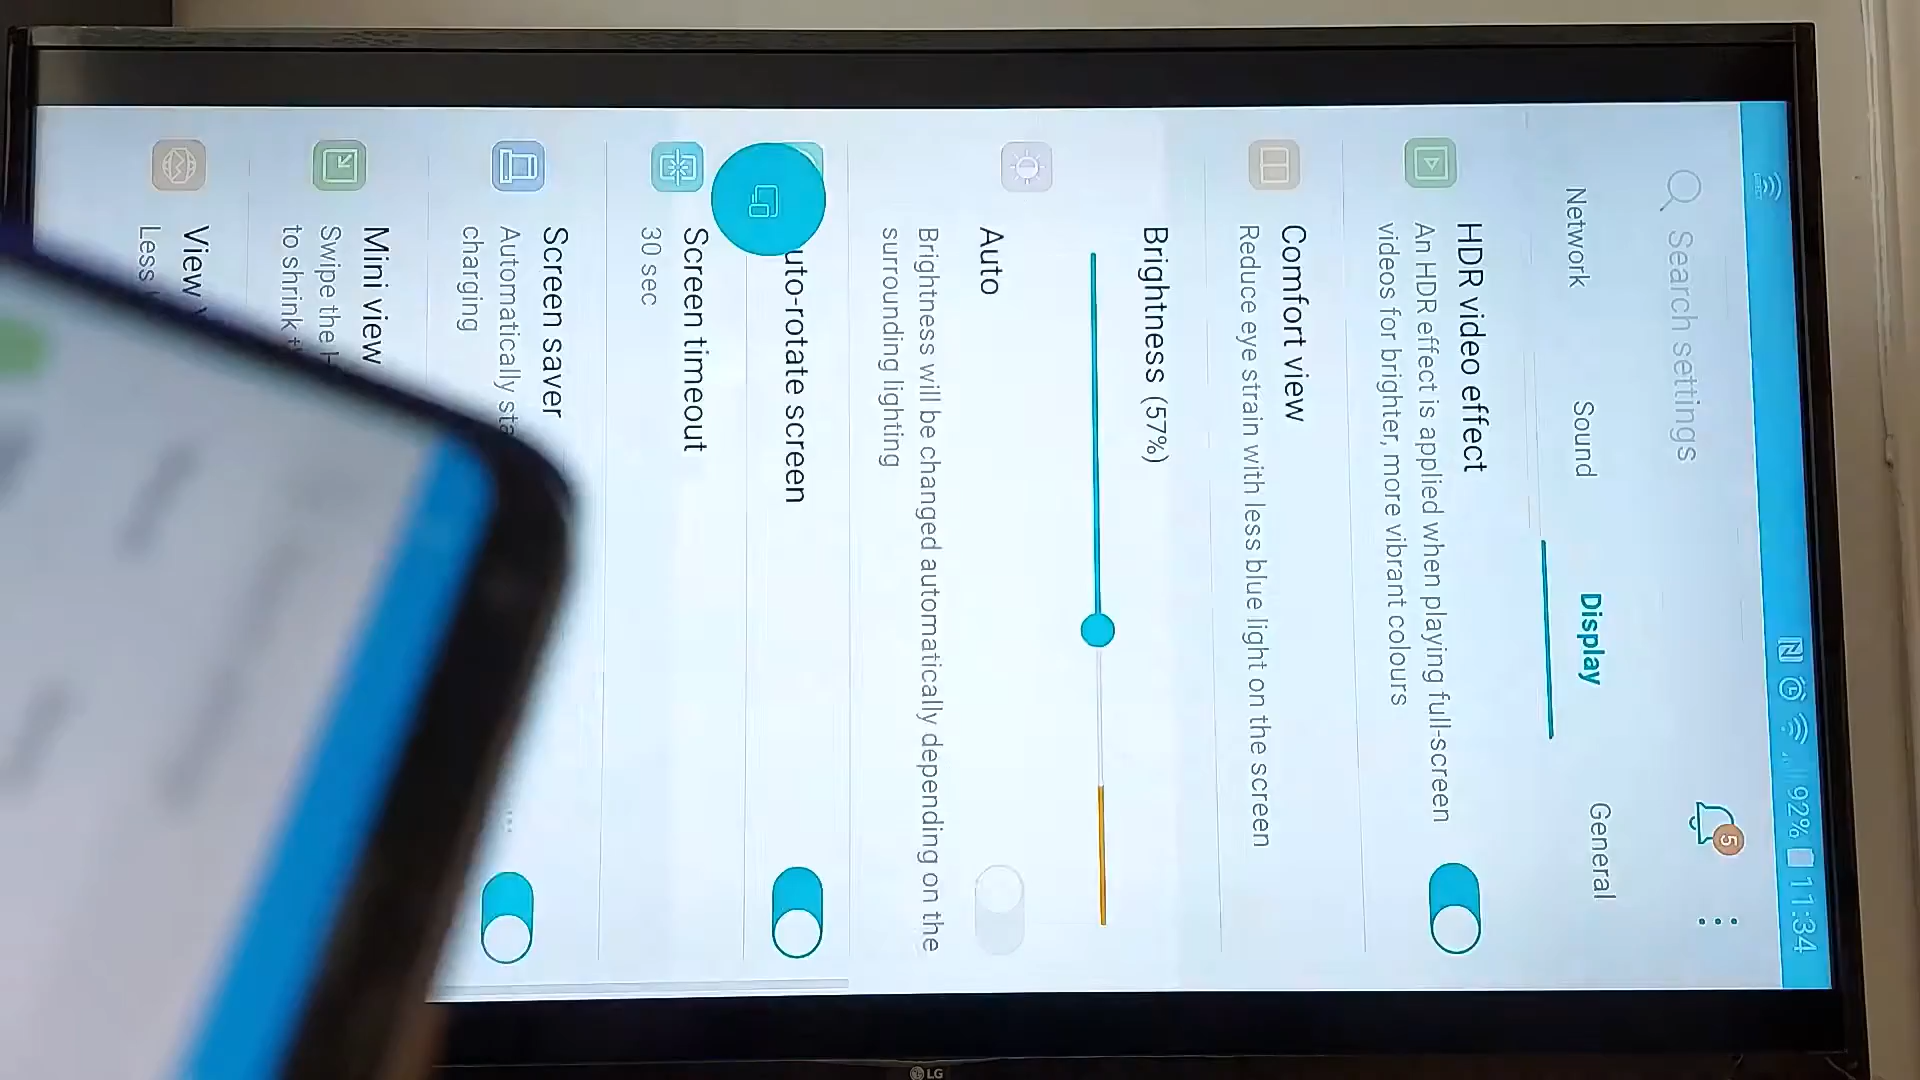 92% 11:34
Search settings
5
Network Sound Display General
HDR video effect
An HDR effect is applied when playing full-screen
videos for brighter, more vibrant colours
Comfort view
Reduce eye strain with less blue light on the screen
Brightness (57%)
Auto
Brightness will be changed automatically depending on the
surrounding lighting
uto-rotate screen
Screen timeout
30 sec
Screen saver
Automatically sta
charging
Mini view
Swipe the
to shrink
View
Less
LG